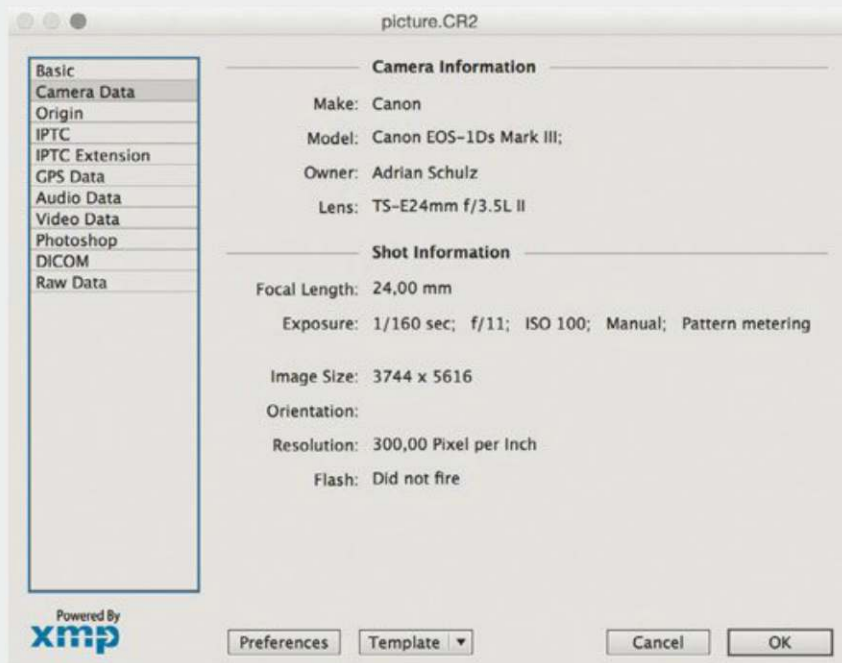 picture.CR2
Basic
Camera Data
Origin
IPTC
IPTC Extension
GPS Data
Audio Data
Video Data
Photoshop
DICOM
Raw Data
Camera Information
Make: Canon
Model: Canon EOS-1Ds Mark III;
Owner: Adrian Schulz
Lens: TS-E24mm f/3.5L II
Shot Information
Focal Length: 24,00 mm
Exposure: 1/160 sec; f/11; ISO 100; Manual; Pattern metering
Image Size: 3744 x 5616
Orientation:
Resolution: 300,00 Pixel per Inch
Flash: Did not fire
Powered By
xmp
Preferences Template Cancel OK